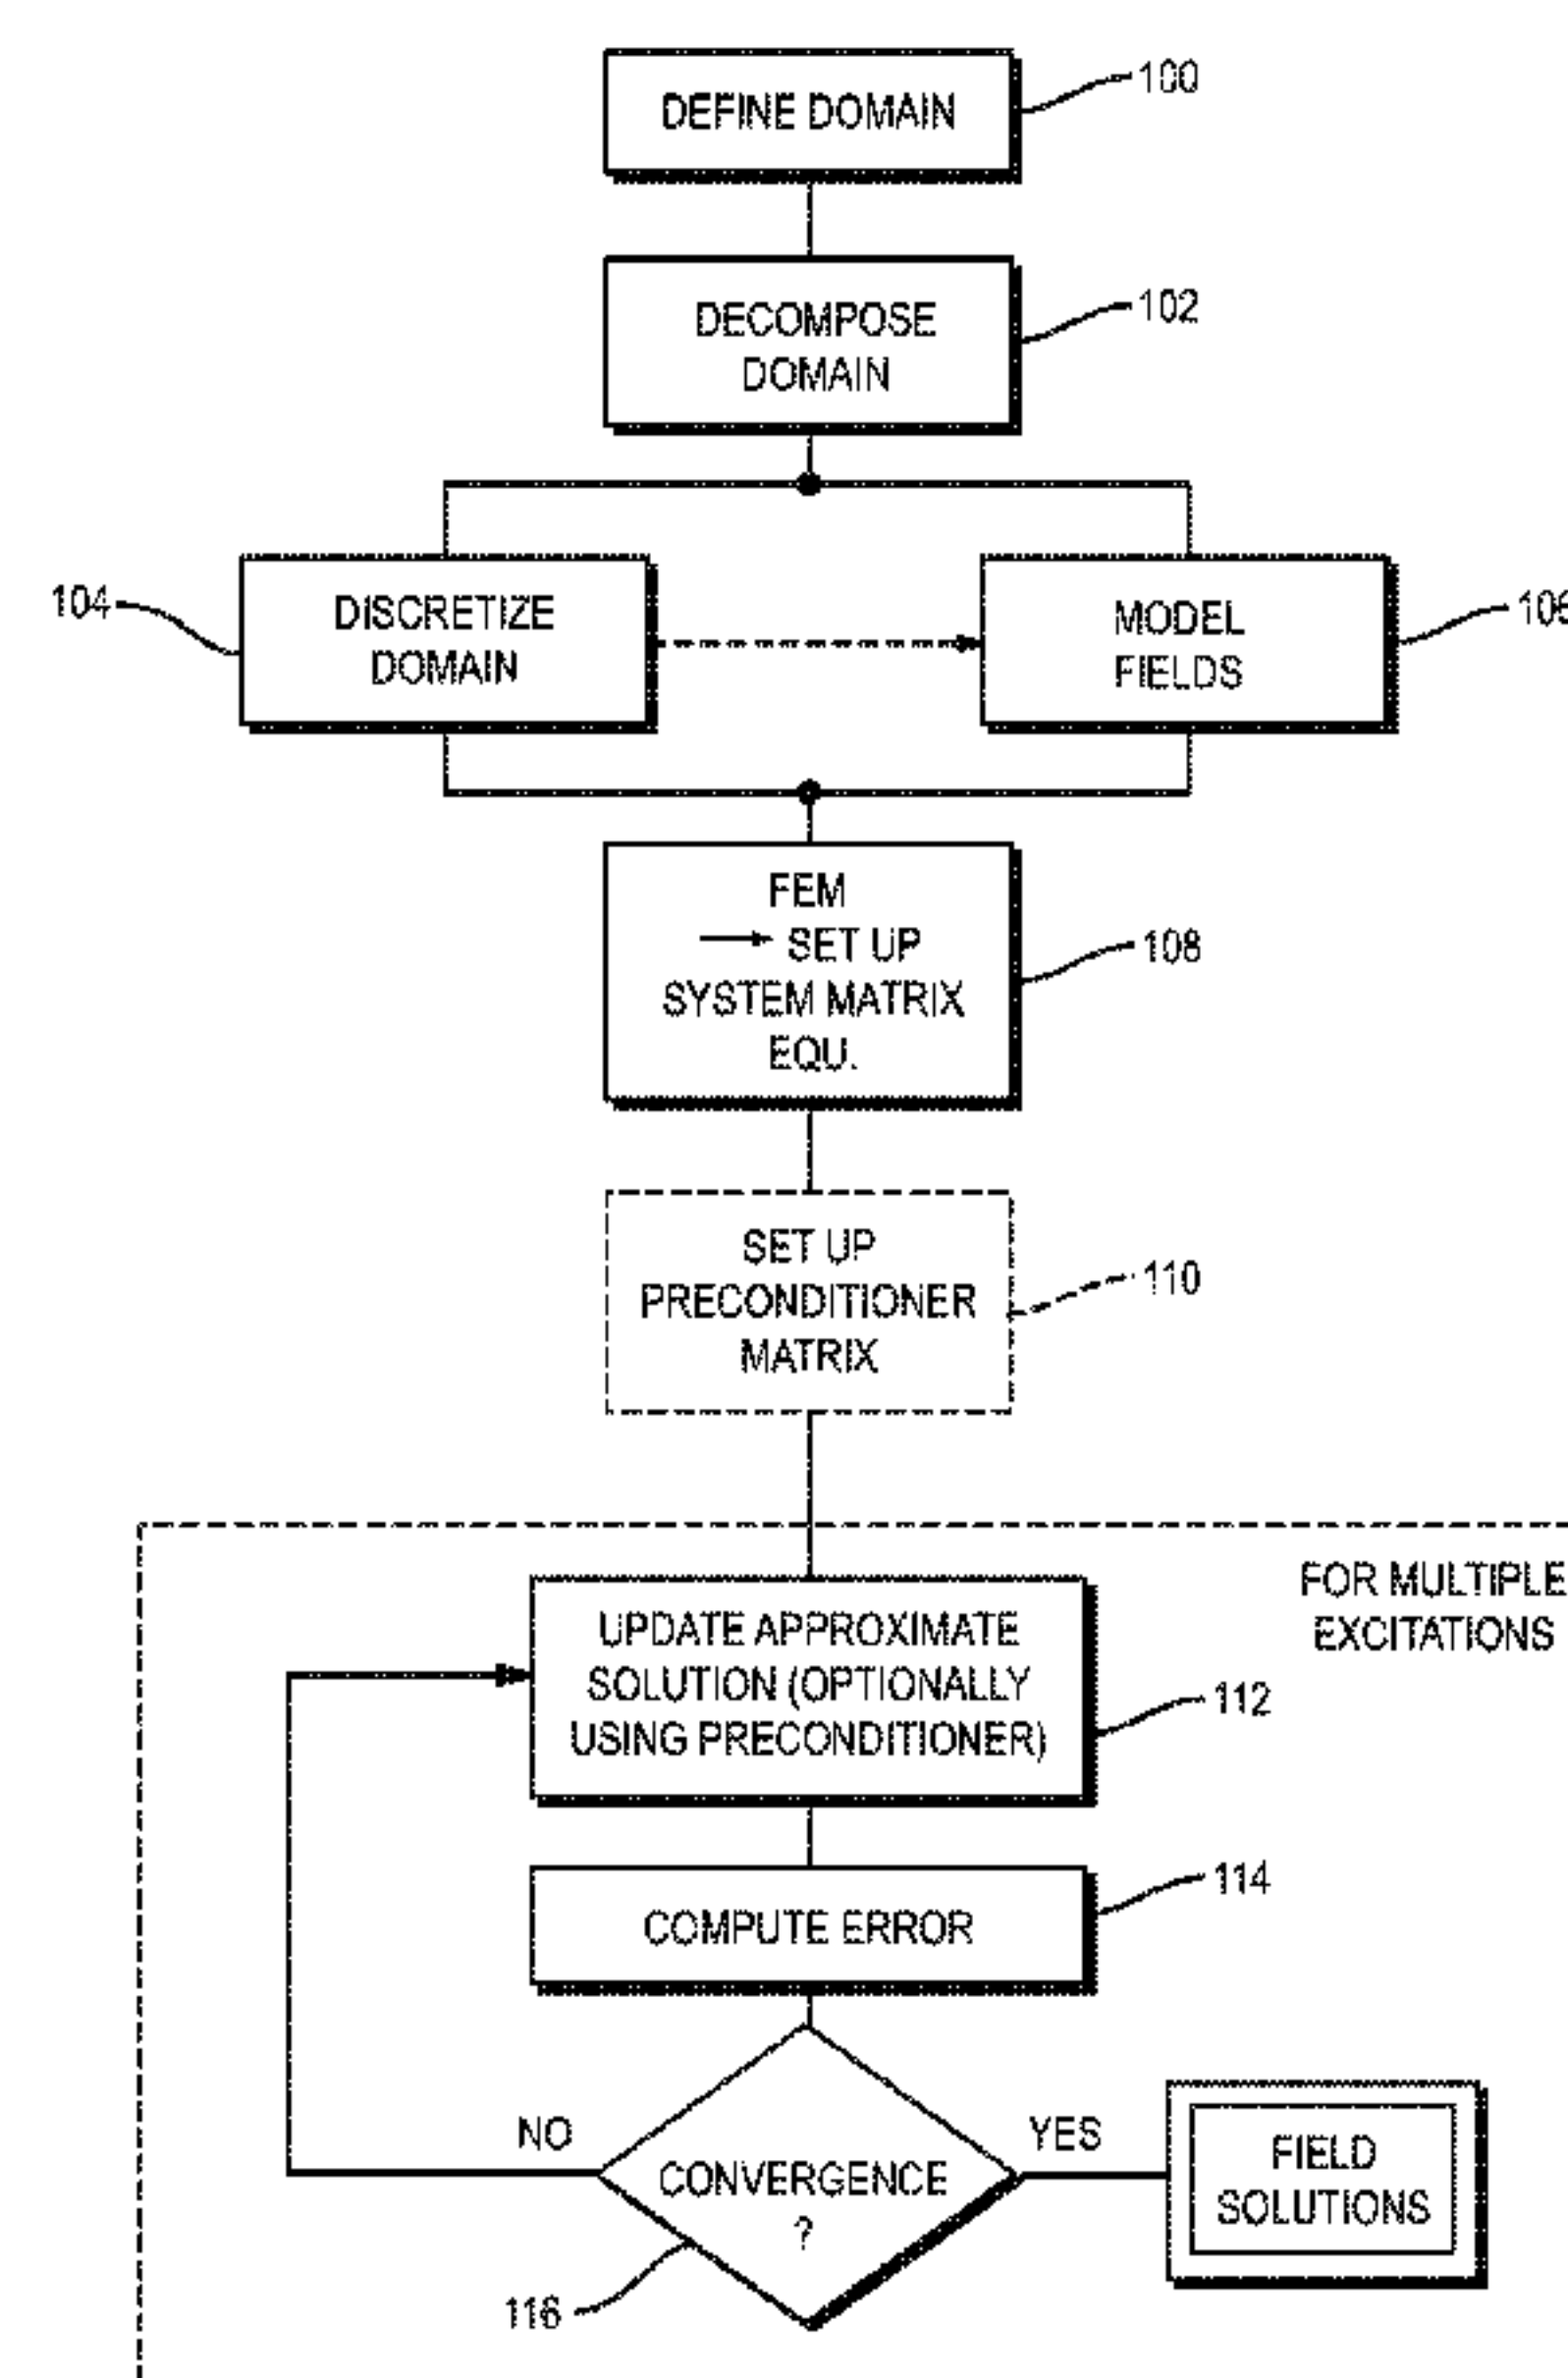 DEFINE DOMAIN
100
DECOMPOSE
DOMAIN
102
104
DISCRETIZE
DOMAIN
MODEL
FIELDS
106
FEM
SET UP
SYSTEM MATRIX
EQU.
108
SET UP
PRECONDITIONER
MATRIX
110
FOR MULTIPLE
EXCITATIONS
UPDATE APPROXIMATE
SOLUTION (OPTIONALLY
USING PRECONDITIONER)
112
COMPUTE ERROR
114
NO
CONVERGENCE
?
YES
FIELD
SOLUTIONS
116